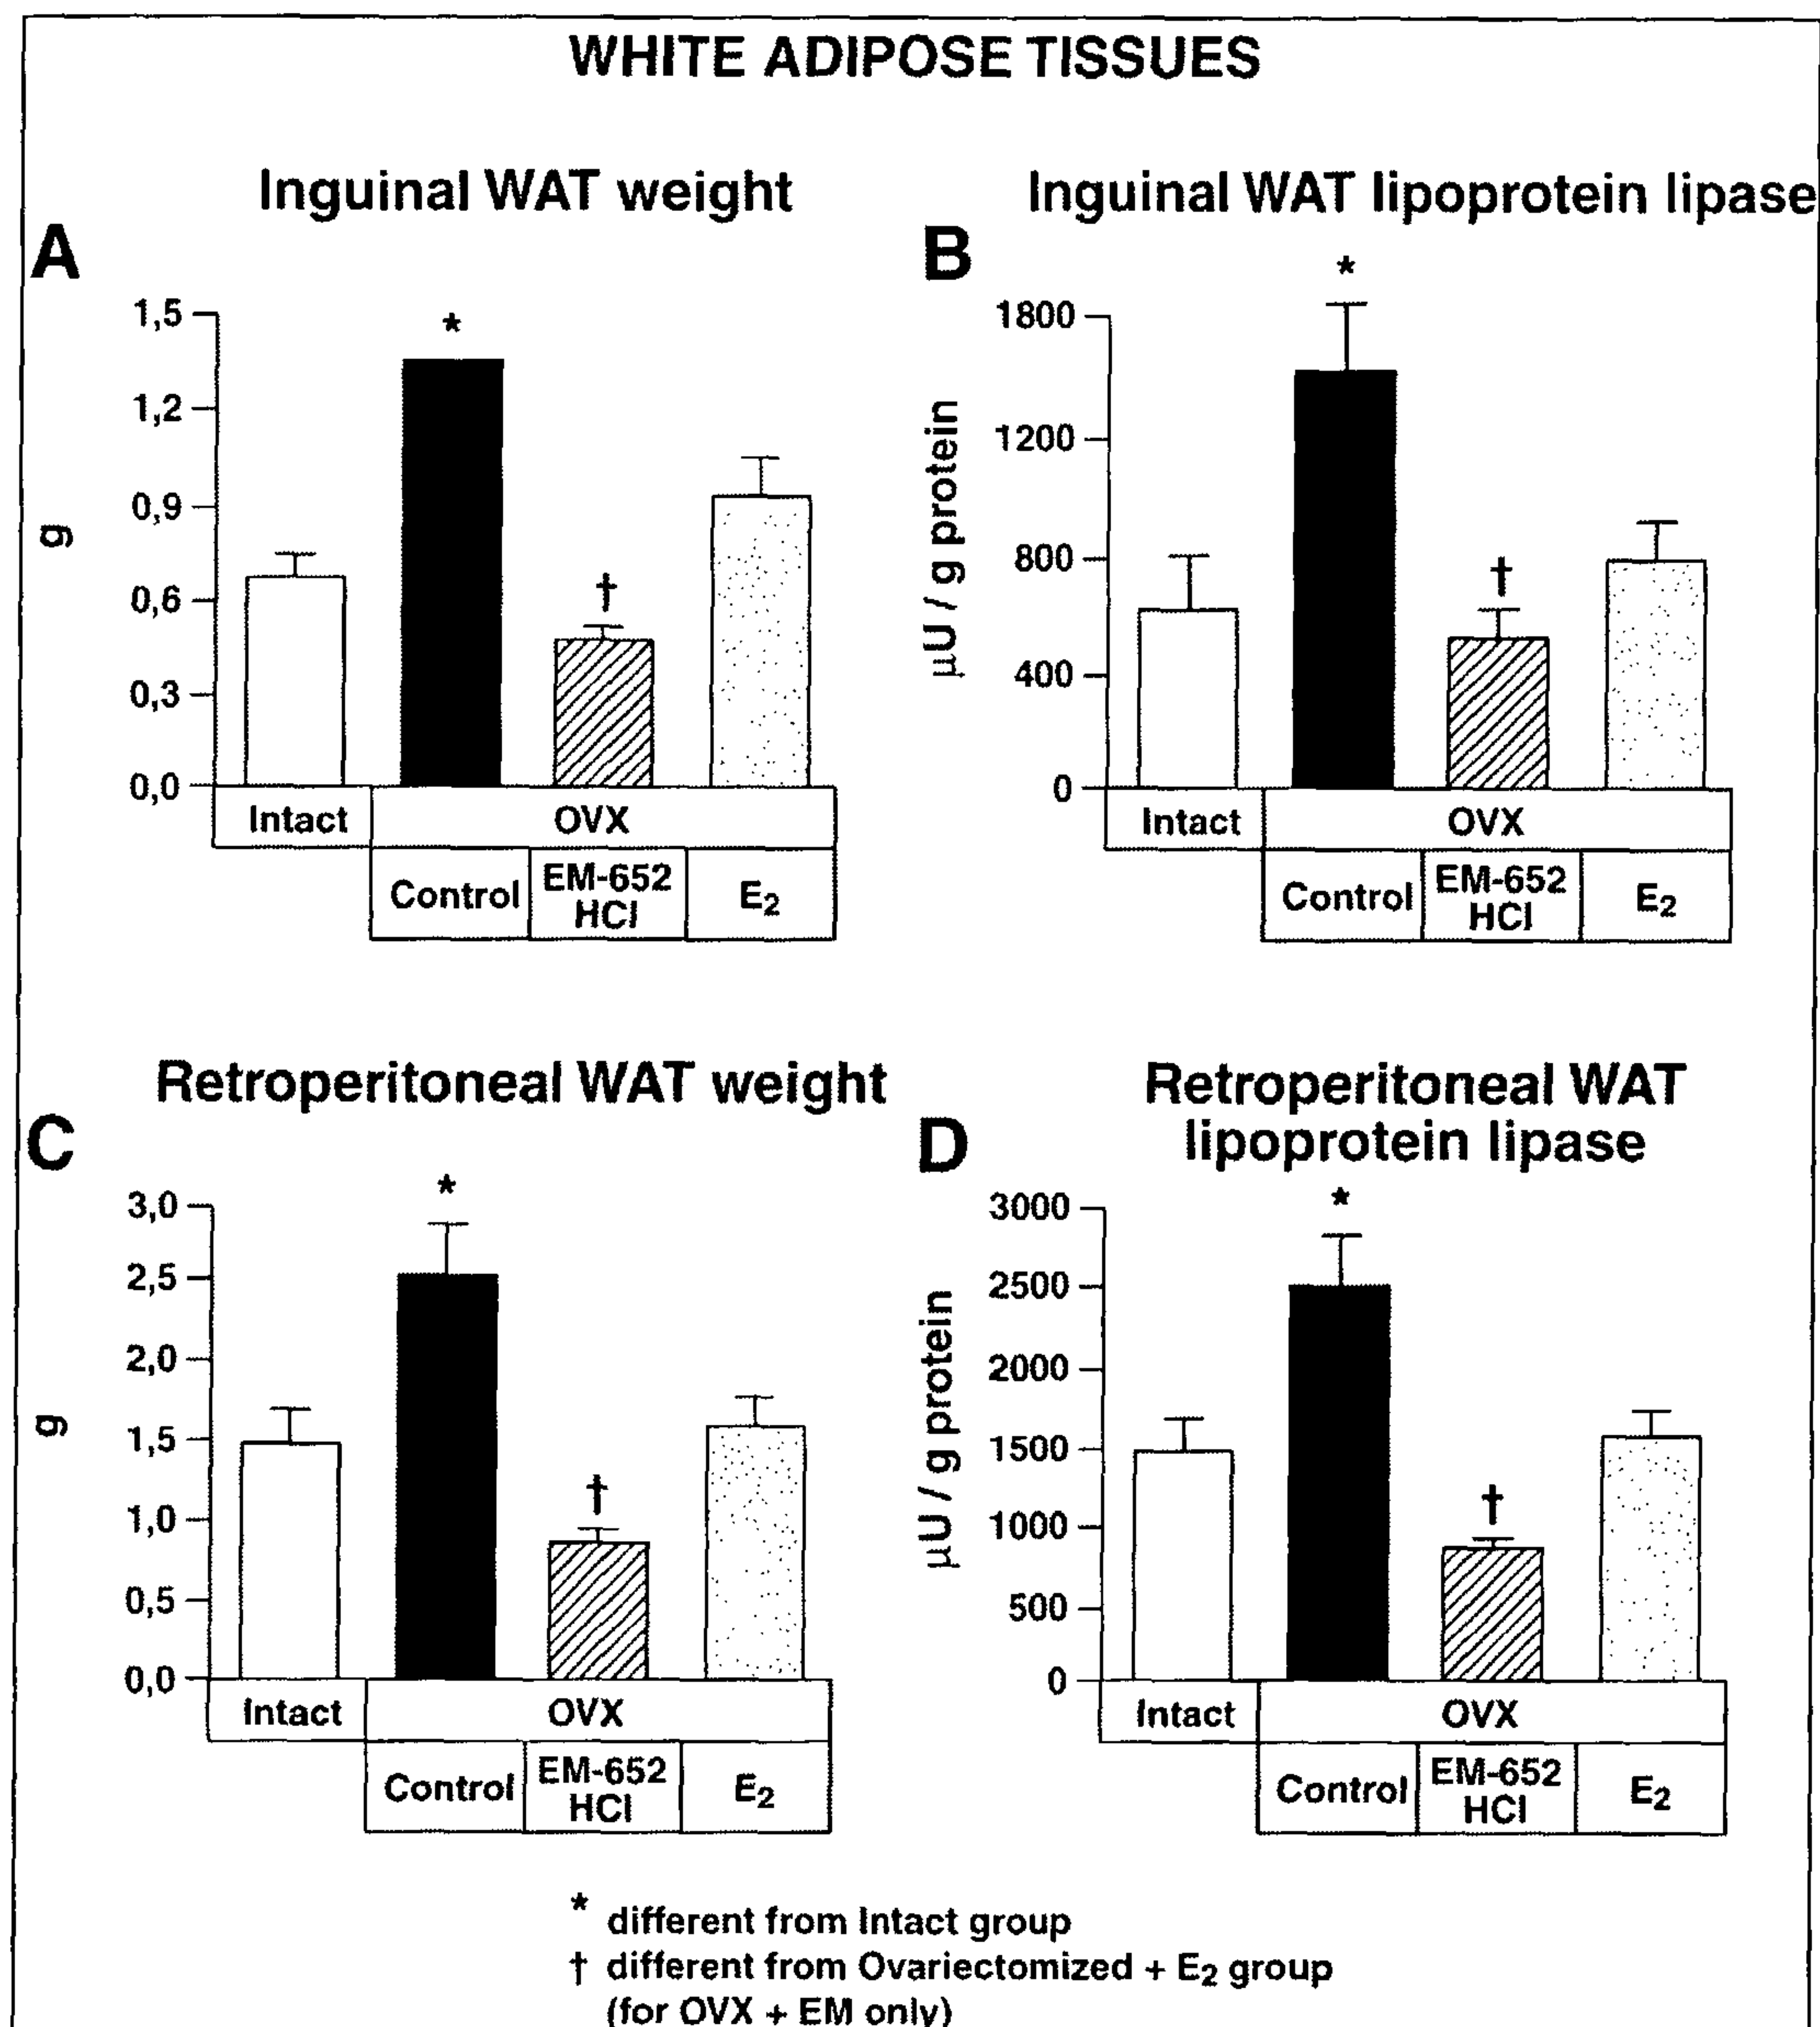 WHITE ADIPOSE TISSUES
Inguinal WAT weight
A
*
1,5
1,2
0,9
0,6
0,3
0,0
g
†
Intact
OVX
Control
EM-652
HCl
E2
Inguinal WAT lipoprotein lipase
B
*
1800
1200
800
400
0
µU / g protein
†
Intact
OVX
Control
EM-652
HCl
E2
Retroperitoneal WAT weight
C
*
3,0
2,5
2,0
1,5
1,0
0,5
0,0
g
†
Intact
OVX
Control
EM-652
HCl
E2
Retroperitoneal WAT
lipoprotein lipase
D
*
3000
2500
2000
1500
1000
500
0
µU / g protein
†
Intact
OVX
Control
EM-652
HCl
E2
* different from Intact group
† different from Ovariectomized + E2 group
(for OVX + EM only)